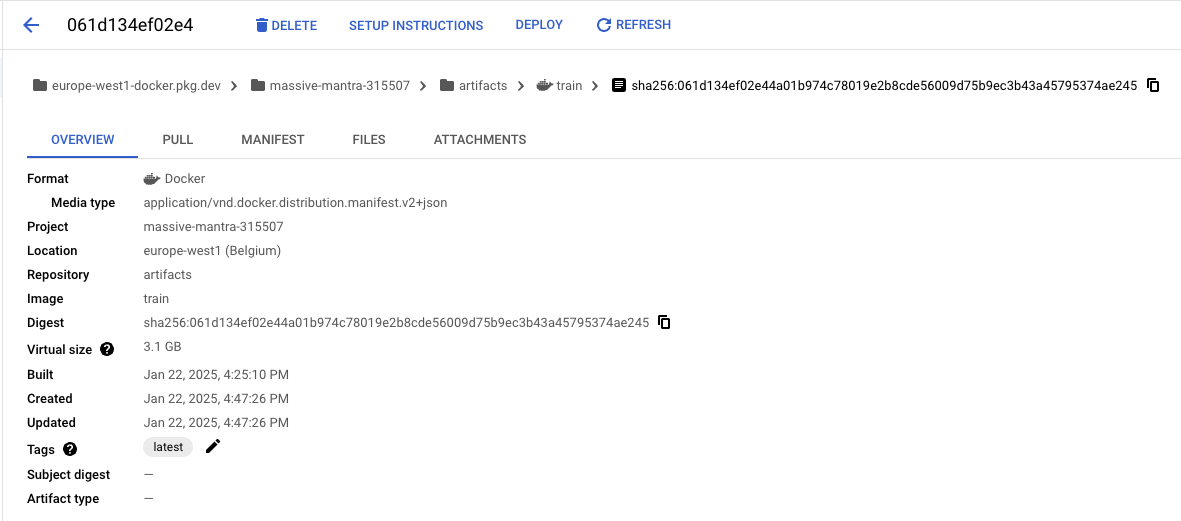 061d134ef02e4 DELETE SETUP INSTRUCTIONS DEPLOY REFRESH
europe-west1-docker.pkg.dev massive-mantra-315507 artifacts train sha256:061d134ef02e44a01b974c78019e2b8cde56009d75b9ec3b43a45795374ae245
OVERVIEW PULL MANIFEST FILES ATTACHMENTS
Format Docker
Media type application/vnd.docker.distribution.manifest.v2+json
Project massive-mantra-315507
Location europe-west1 (Belgium)
Repository artifacts
Image train
Digest sha256:061d134ef02e44a01b974c78019e2b8cde56009d75b9ec3b43a45795374ae245
Virtual size 3.1 GB
Built Jan 22, 2025, 4:25:10 PM
Created Jan 22, 2025, 4:47:26 PM
Updated Jan 22, 2025, 4:47:26 PM
Tags latest
Subject digest —
Artifact type —